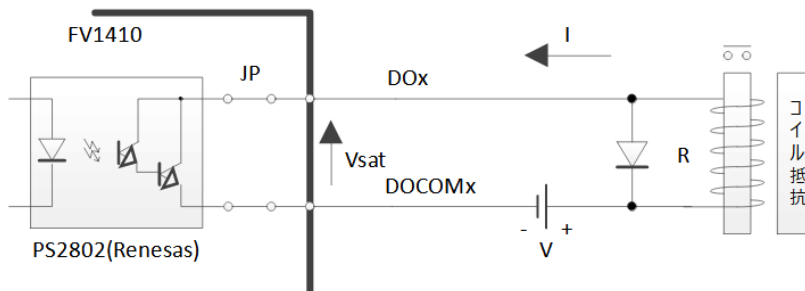 FV1410
I
JP
DOx
Vsat
R
コイル抵抗
DOCOMx
- +
V
PS2802(Renesas)